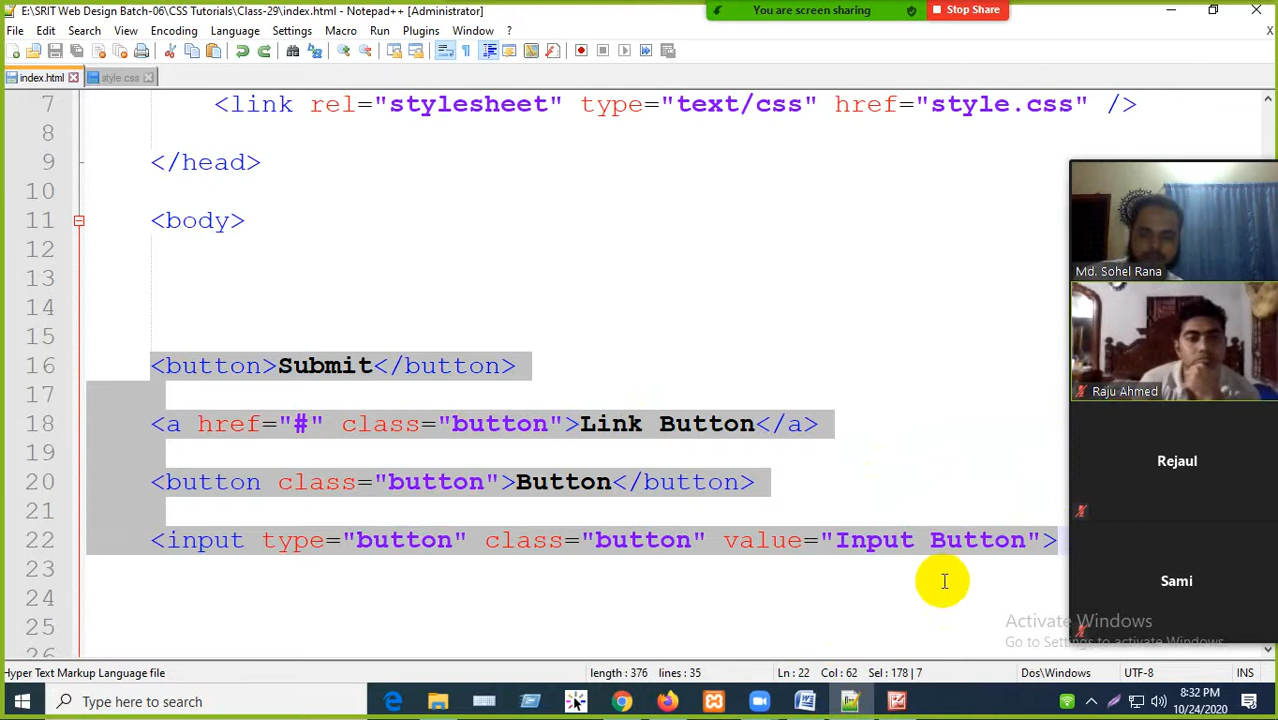 E:\SRIT Web Design Batch-06\CSS Tutorials\Class-29\index.html - Notepad++ [Administrator]
You are screen sharing
Stop Share
File Edit Search View Encoding Language Settings Macro Run Plugins Window ?
X
index.html style.css
7 <link rel="stylesheet" type="text/css" href="style.css" />
8
9 </head>
10
11 <body>
12
13
14
15
16 <button>Submit</button>
17
18 <a href="#" class="button">Link Button</a>
19
20 <button class="button">Button</button>
21
22 <input type="button" class="button" value="Input Button">
23
24
25
26
Md. Sohel Rana
Raju Ahmed
Rejaul
Sami
Activate Windows
Go to Settings to activate Windows.
Hyper Text Markup Language file length : 376 lines : 35 Ln : 22 Col : 62 Sel : 178 | 7 Dos\Windows UTF-8 INS
Type here to search
8:32 PM
10/24/2020